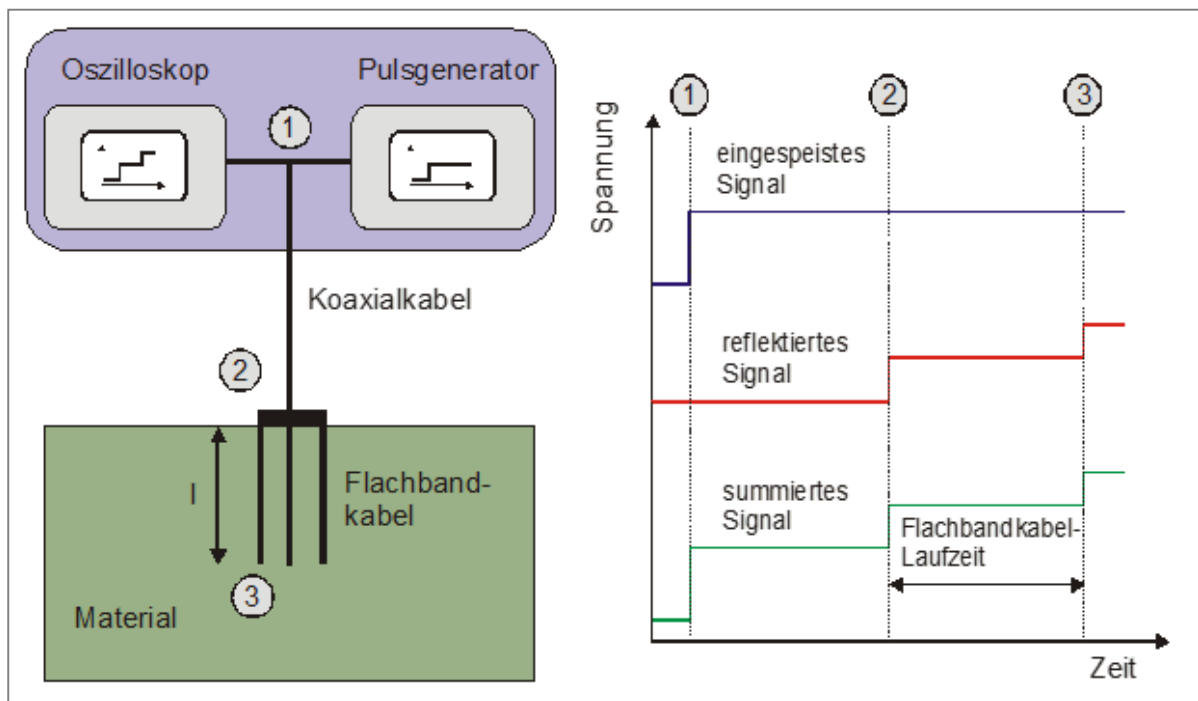 Oszilloskop
Pulsgenerator
1
Koaxialkabel
2
l
Flachband-
kabel
3
Material
1
2
3
Spannung
eingespeistes
Signal
reflektiertes
Signal
summiertes
Signal
Flachbandkabel-
Laufzeit
Zeit